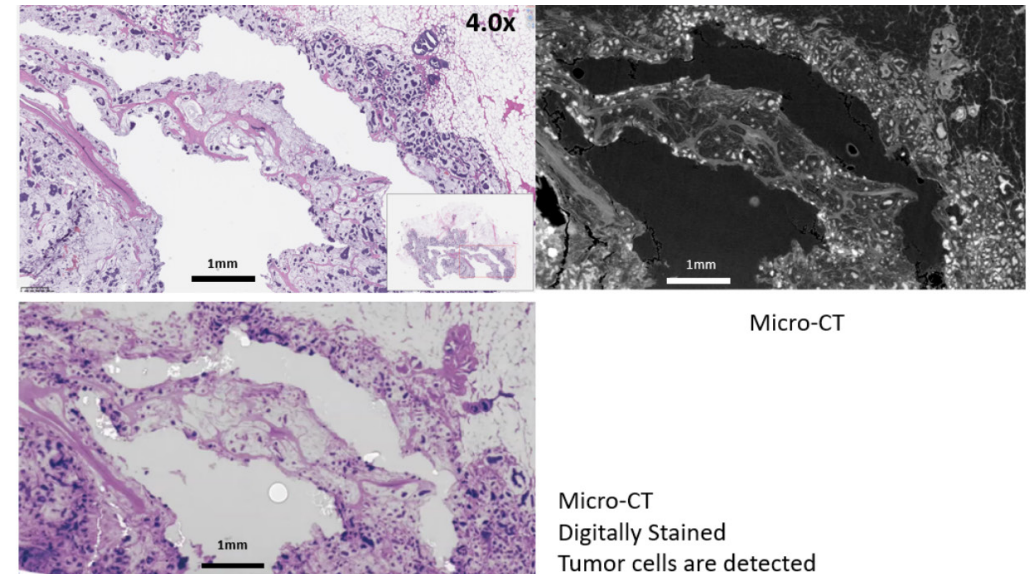 4.0x
1mm
1mm
1mm
Micro-CT
Micro-CT
Digitally Stained
Tumor cells are detected